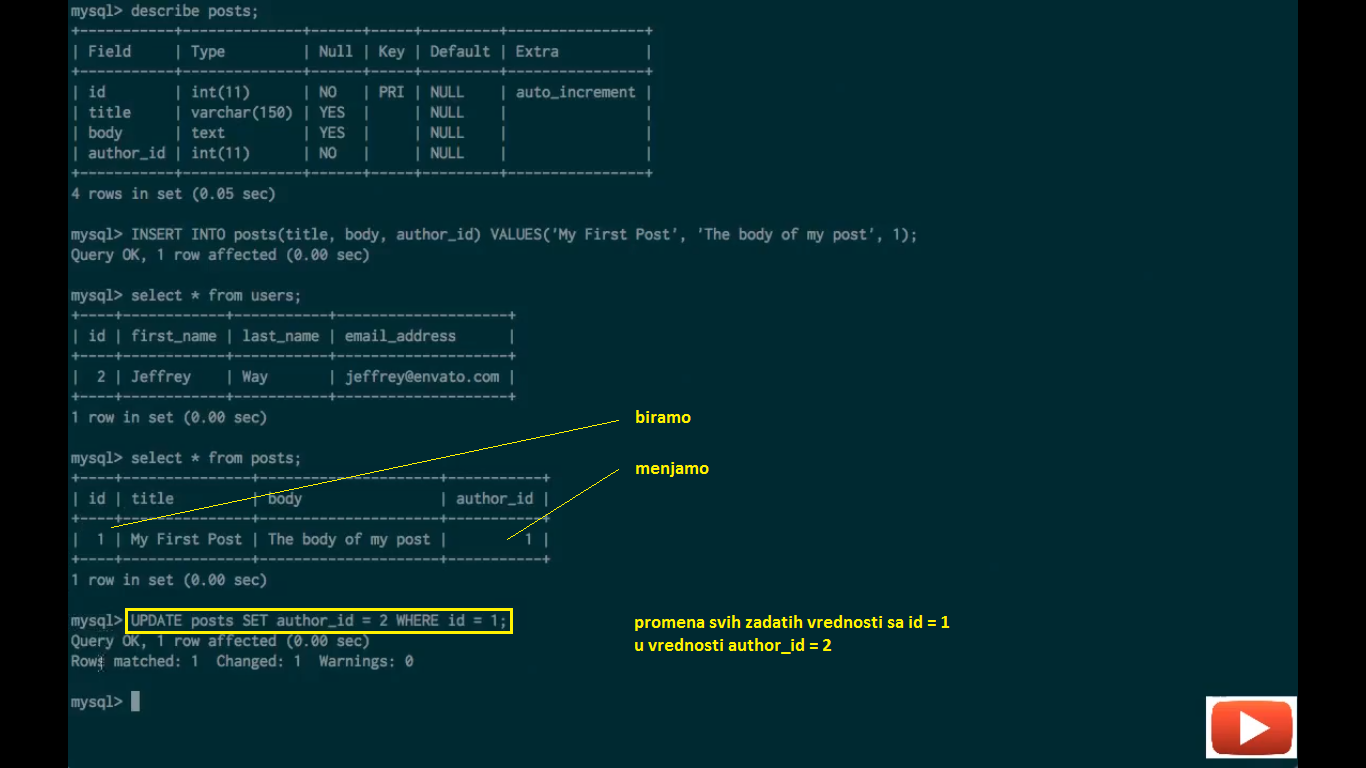 mysql> describe posts;
+-----------+--------------+------+-----+---------+----------------+
| Field     | Type         | Null | Key | Default | Extra          |
+-----------+--------------+------+-----+---------+----------------+
| id        | int(11)      | NO   | PRI | NULL    | auto_increment |
| title     | varchar(150) | YES  |     | NULL    |                |
| body      | text         | YES  |     | NULL    |                |
| author_id | int(11)      | NO   |     | NULL    |                |
+-----------+--------------+------+-----+---------+----------------+
4 rows in set (0.05 sec)
mysql> INSERT INTO posts(title, body, author_id) VALUES('My First Post', 'The body of my post', 1);
Query OK, 1 row affected (0.00 sec)
mysql> select * from users;
+----+------------+-----------+--------------------+
| id | first_name | last_name | email_address      |
+----+------------+-----------+--------------------+
|  2 | Jeffrey    | Way       | jeffrey@envato.com |
+----+------------+-----------+--------------------+
1 row in set (0.00 sec)
biramo
mysql> select * from posts;
menjamo
+----+---------------+---------------------+-----------+
| id | title         | body                | author_id |
+----+---------------+---------------------+-----------+
|  1 | My First Post | The body of my post |         1 |
+----+---------------+---------------------+-----------+
1 row in set (0.00 sec)
mysql> UPDATE posts SET author_id = 2 WHERE id = 1;
Query OK, 1 row affected (0.00 sec)
Rows matched: 1  Changed: 1  Warnings: 0
promena svih zadatih vrednosti sa id = 1
u vrednosti author_id = 2
mysql>